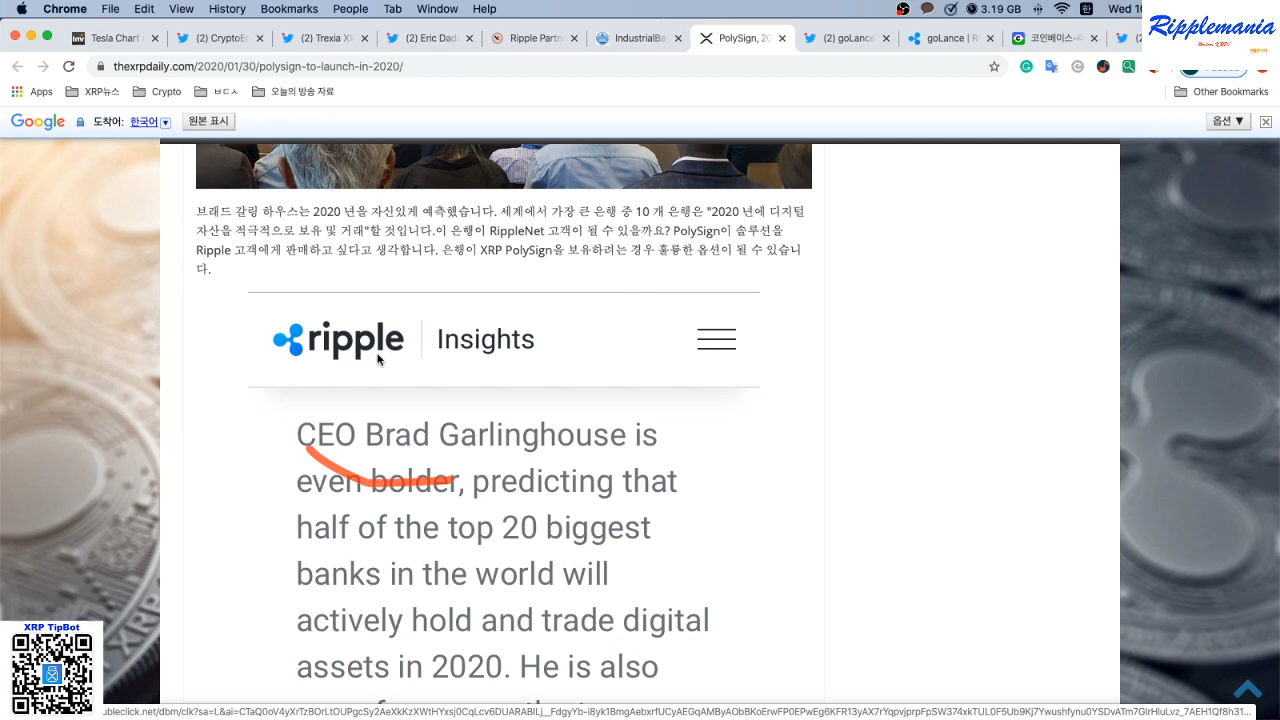 Chrome File Edit View History Bookmarks People Tab Window Help 3.19 GB 한 Wed
Ripplemania
Tesla Chart
(2) CryptoEr
(2) Trexia XR
(2) Eric Dad
Ripple Partn
IndustrialBa
PolySign, 20
(2) goLance
goLance | R
코인베이스-리
thexrpdaily.com/2020/01/30/polysign-to-launch-in-2020/
Apps XRP뉴스 Crypto ㅂㄷㅅ 오늘의 방송 자료 Other Bookmarks
Google 도착어: 한국어 원본 표시 옵션 ▼
브래드 갈링 하우스는 2020 년을 자신있게 예측했습니다. 세계에서 가장 큰 은행 중 10 개 은행은 "2020 년에 디지털
자산을 적극적으로 보유 및 거래"할 것입니다.이 은행이 RippleNet 고객이 될 수 있을까요? PolySign이 솔루션을
Ripple 고객에게 판매하고 싶다고 생각합니다. 은행이 XRP PolySign을 보유하려는 경우 훌륭한 옵션이 될 수 있습니
다.
ripple Insights
CEO Brad Garlinghouse is
even bolder, predicting that
half of the top 20 biggest
banks in the world will
actively hold and trade digital
assets in 2020. He is also
XRP TipBot